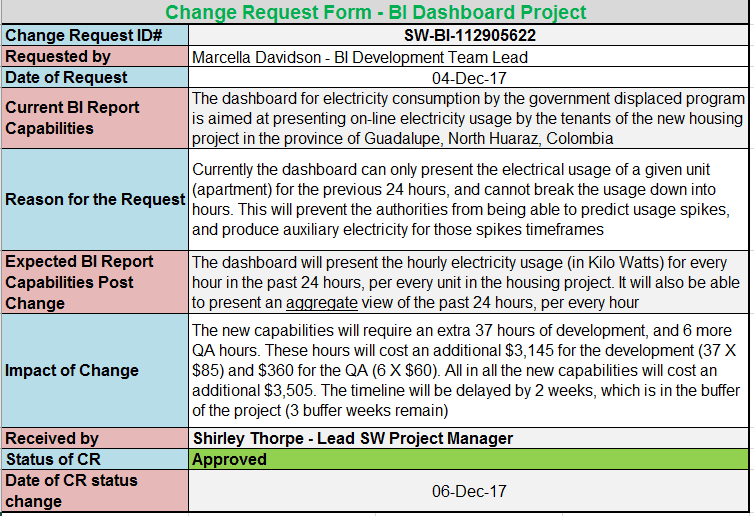 Change Request Form - BI Dashboard Project
Change Request ID# SW-BI-112905622
Requested by Marcella Davidson - BI Development Team Lead
Date of Request 04-Dec-17
Current BI Report
Capabilities
The dashboard for electricity consumption by the government displaced program
is aimed at presenting on-line electricity usage by the tenants of the new housing
project in the province of Guadalupe, North Huaraz, Colombia
Reason for the Request
Currently the dashboard can only present the electrical usage of a given unit
(apartment) for the previous 24 hours, and cannot break the usage down into
hours. This will prevent the authorities from being able to predict usage spikes,
and produce auxiliary electricity for those spikes timeframes
Expected BI Report
Capabilities Post
Change
The dashboard will present the hourly electricity usage (in Kilo Watts) for every
hour in the past 24 hours, per every unit in the housing project. It will also be able
to present an aggregate view of the past 24 hours, per every hour
Impact of Change
The new capabilities will require an extra 37 hours of development, and 6 more
QA hours. These hours will cost an additional $3,145 for the development (37 X
$85) and $360 for the QA (6 X $60). All in all the new capabilities will cost an
additional $3,505. The timeline will be delayed by 2 weeks, which is in the buffer
of the project (3 buffer weeks remain)
Received by Shirley Thorpe - Lead SW Project Manager
Status of CR Approved
Date of CR status
change
06-Dec-17